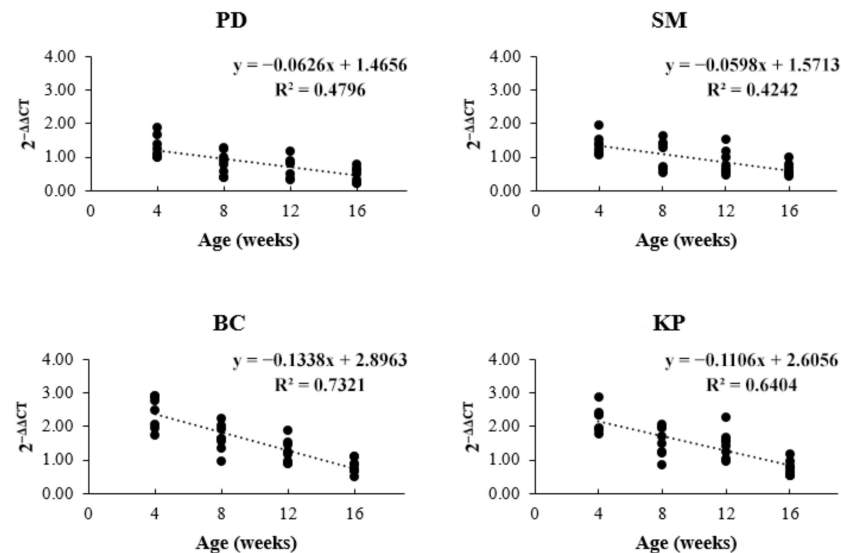 PD
4.00
3.00
2.00
1.00
0.00
2^−ΔΔCT
y = −0.0626x + 1.4656
R² = 0.4796
0 4 8 12 16
Age (weeks)
SM
4.00
3.00
2.00
1.00
0.00
2^−ΔΔCT
y = −0.0598x + 1.5713
R² = 0.4242
0 4 8 12 16
Age (weeks)
BC
4.00
3.00
2.00
1.00
0.00
2^−ΔΔCT
y = −0.1338x + 2.8963
R² = 0.7321
0 4 8 12 16
Age (weeks)
KP
4.00
3.00
2.00
1.00
0.00
2^−ΔΔCT
y = −0.1106x + 2.6056
R² = 0.6404
0 4 8 12 16
Age (weeks)